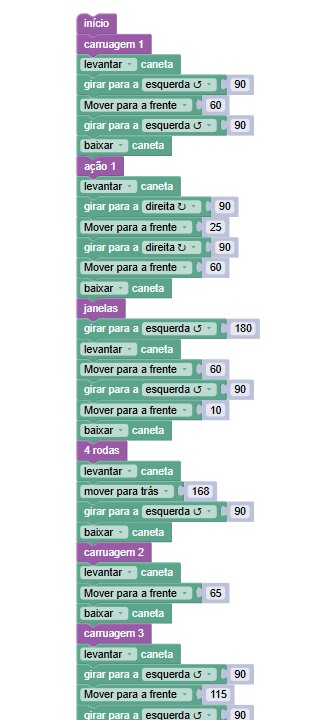 início
carruagem 1
levantar caneta
girar para a esquerda ↺ 90
Mover para a frente 60
girar para a esquerda ↺ 90
baixar caneta
ação 1
levantar caneta
girar para a direita ↻ 90
Mover para a frente 25
girar para a direita ↻ 90
Mover para a frente 60
baixar caneta
janelas
girar para a esquerda ↺ 180
levantar caneta
Mover para a frente 60
girar para a esquerda ↺ 90
Mover para a frente 10
baixar caneta
4 rodas
levantar caneta
mover para trás 168
girar para a esquerda ↺ 90
baixar caneta
carruagem 2
levantar caneta
Mover para a frente 65
baixar caneta
carruagem 3
levantar caneta
girar para a esquerda ↺ 90
Mover para a frente 115
girar para a esquerda ↺ 90